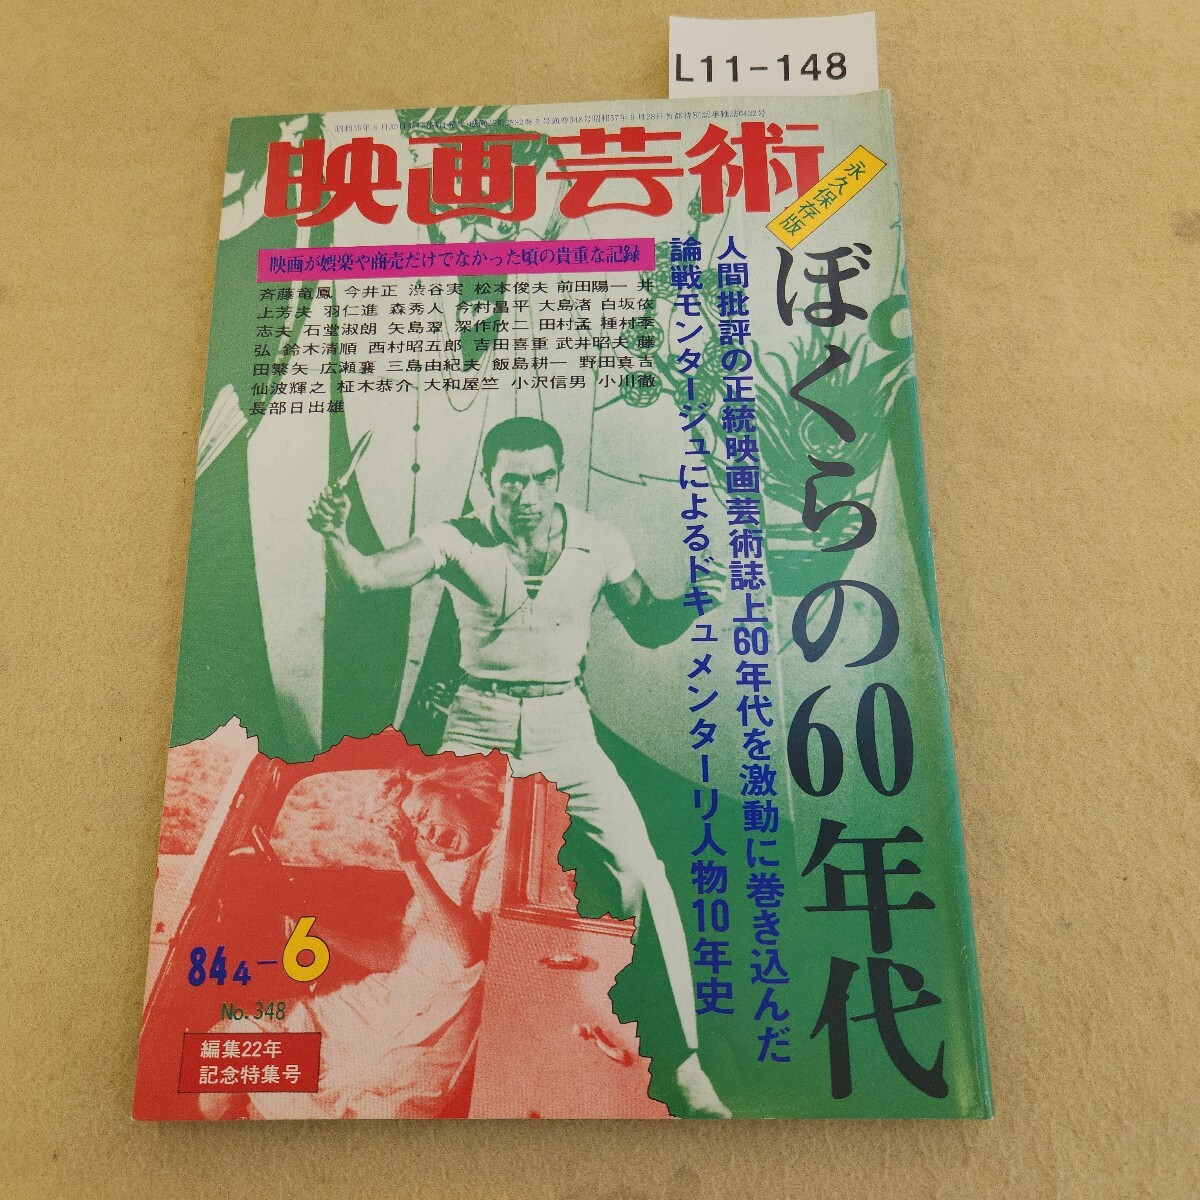 L11-148
映画芸術
永久保存版
映画が娯楽や商売だけでなかった頃の貴重な記録
斉藤竜鳳 今井正 渋谷実 松本俊夫 前田陽一 井
上芳夫 羽仁進 森秀人 今村昌平 大島渚 白坂依
志夫 石堂淑朗 矢島翠 深作欣二 田村孟 種村季
弘 鈴木清順 西村昭五郎 吉田喜重 武井昭夫 藤
田繁矢 広瀬襄 三島由紀夫 飯島耕一 野田真吉
仙波輝之 柾木恭介 大和屋竺 小沢信男 小川徹
長部日出雄
ぼくらの60年代
人間批評の正統映画芸術誌上60年代を激動に巻き込んだ
論戦モンタージュによるドキュメンターリ人物10年史
84 4-6
No.348
編集22年
記念特集号